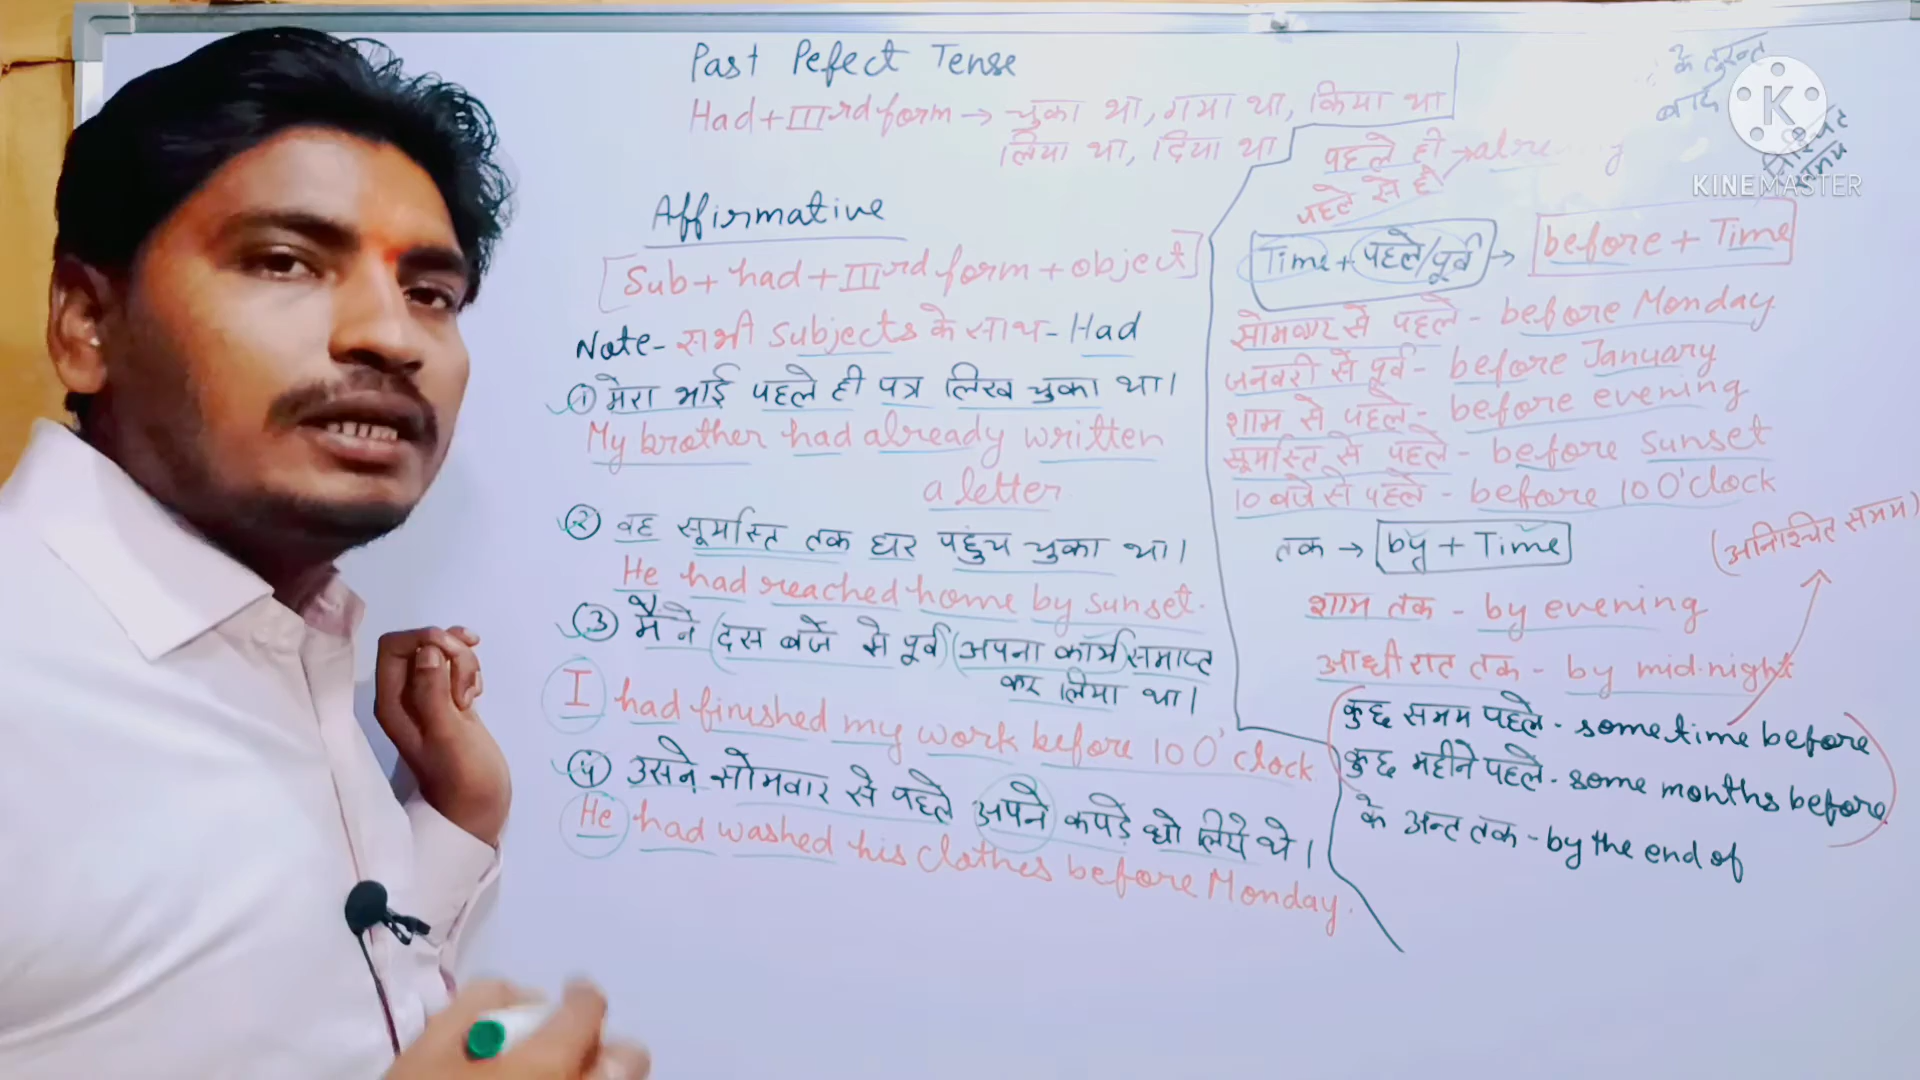 Past Pefect Tense
Had+IIIrd form → चुका था, गया था, किया था
लिया था, दिया था
Affirmative
Sub + had + IIIrd form + object
Note - सभी subjects के साथ - Had
① मेरा भाई पहले ही पत्र लिख चुका था।
My brother had already written
a letter
② वह सूर्यास्त तक घर पहुंच चुका था।
He had reached home by sunset.
③ मैं ने (दस बजे से पूर्व) (अपना कार्य) समाप्त
कर लिया था।
I had finished my work before 10 O'clock
④ उसने सोमवार से पहले अपने कपड़े धो लिये थे।
He had washed his clothes before Monday.
के तुरन्त
बाद
पहले ही →
पहले से ही
Time + पहले/पूर्व → before + Time
सोमवार से पहले - before Monday
जनवरी से पूर्व - before January
शाम से पहले - before evening
सूर्यास्त से पहले - before sunset
10 बजे से पहले - before 10 O'clock
तक → by + Time
(अनिश्चित समय)
शाम तक - by evening
आधी रात तक - by mid-night
कुछ समय पहले - some time before
कुछ महीने पहले - some months before
के अन्त तक - by the end of
K
KINEMASTER